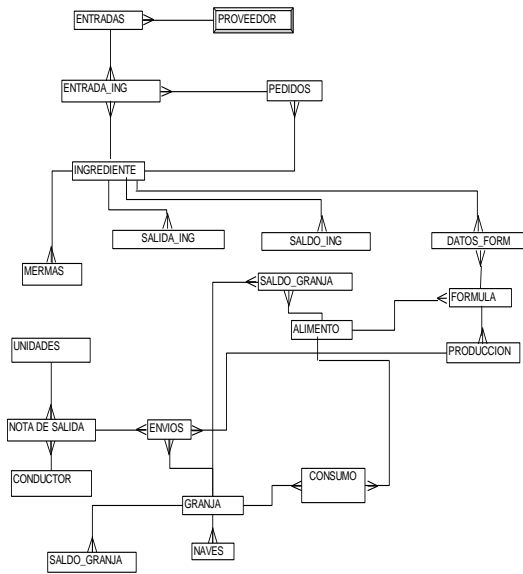 ENTRADAS
PROVEEDOR
ENTRADA_ING
PEDIDOS
INGREDIENTE
SALIDA_ING
SALDO_ING
DATOS_FORM
MERMAS
SALDO_GRANJA
FORMULA
ALIMENTO
UNIDADES
PRODUCCION
NOTA DE SALIDA
ENVIOS
CONDUCTOR
CONSUMO
GRANJA
SALDO_GRANJA
NAVES